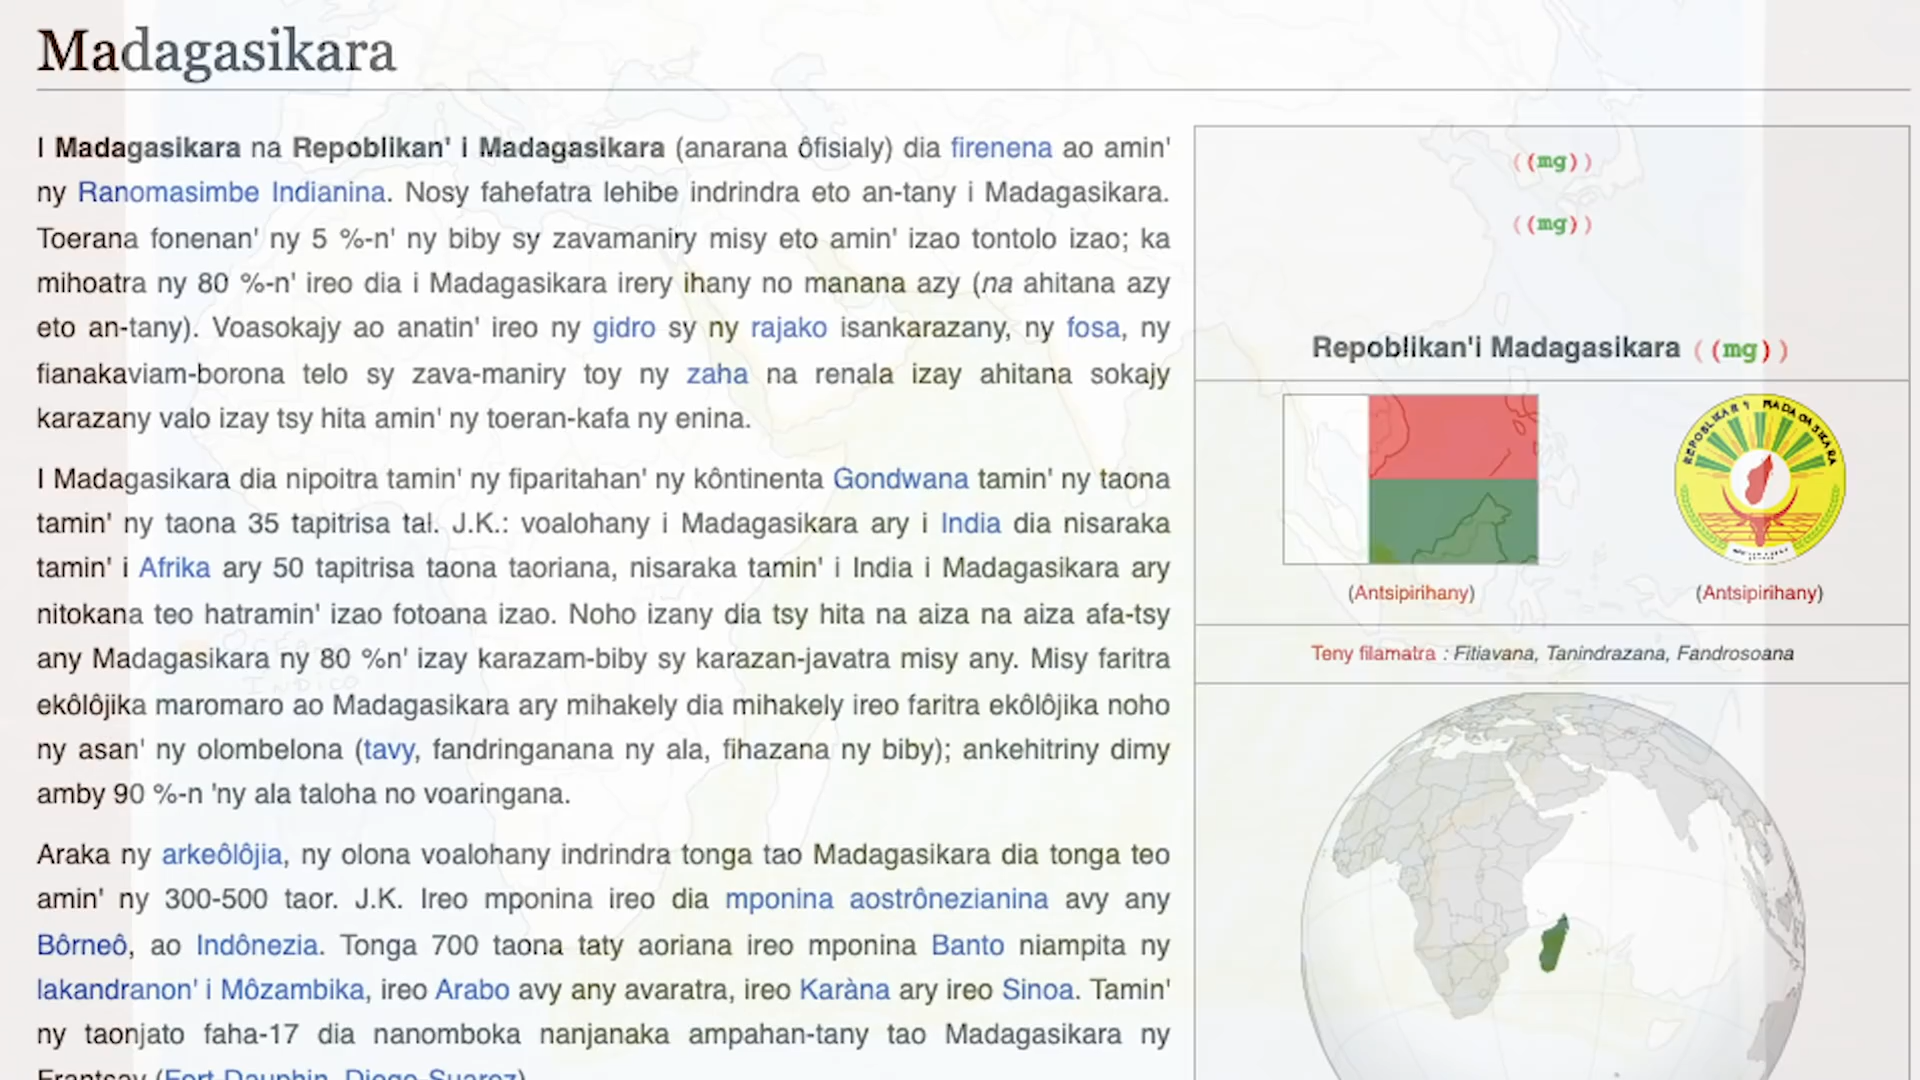 Madagasikara
I Madagasikara na Repoblikan' i Madagasikara (anarana ôfisialy) dia firenena ao amin'
ny Ranomasimbe Indianina. Nosy fahefatra lehibe indrindra eto an-tany i Madagasikara.
Toerana fonenan' ny 5 %-n' ny biby sy zavamaniry misy eto amin' izao tontolo izao; ka
mihoatra ny 80 %-n' ireo dia i Madagasikara irery ihany no manana azy (na ahitana azy
eto an-tany). Voasokajy ao anatin' ireo ny gidro sy ny rajako isankarazany, ny fosa, ny
fianakaviam-borona telo sy zava-maniry toy ny zaha na renala izay ahitana sokajy
karazany valo izay tsy hita amin' ny toeran-kafa ny enina.
I Madagasikara dia nipoitra tamin' ny fiparitahan' ny kôntinenta Gondwana tamin' ny taona
tamin' ny taona 35 tapitrisa tal. J.K.: voalohany i Madagasikara ary i India dia nisaraka
tamin' i Afrika ary 50 tapitrisa taona taoriana, nisaraka tamin' i India i Madagasikara ary
nitokana teo hatramin' izao fotoana izao. Noho izany dia tsy hita na aiza na aiza afa-tsy
any Madagasikara ny 80 %n' izay karazam-biby sy karazan-javatra misy any. Misy faritra
ekôlôjika maromaro ao Madagasikara ary mihakely dia mihakely ireo faritra ekôlôjika noho
ny asan' ny olombelona (tavy, fandringanana ny ala, fihazana ny biby); ankehitriny dimy
amby 90 %-n 'ny ala taloha no voaringana.
Araka ny arkeôlôjia, ny olona voalohany indrindra tonga tao Madagasikara dia tonga teo
amin' ny 300-500 taor. J.K. Ireo mponina ireo dia mponina aostrônezianina avy any
Bôrneô, ao Indônezia. Tonga 700 taona taty aoriana ireo mponina Banto niampita ny
lakandranon' i Môzambika, ireo Arabo avy any avaratra, ireo Karàna ary ireo Sinoa. Tamin'
ny taonjato faha-17 dia nanomboka nanjanaka ampahan-tany tao Madagasikara ny
Frantsay (Fort-Dauphin, Diego-Suarez)
((mg))
((mg))
Repoblikan'i Madagasikara ((mg))
REPOBLIKAN'I MADAGASIKARA
(Antsipirihany) (Antsipirihany)
Teny filamatra : Fitiavana, Tanindrazana, Fandrosoana
INDICO